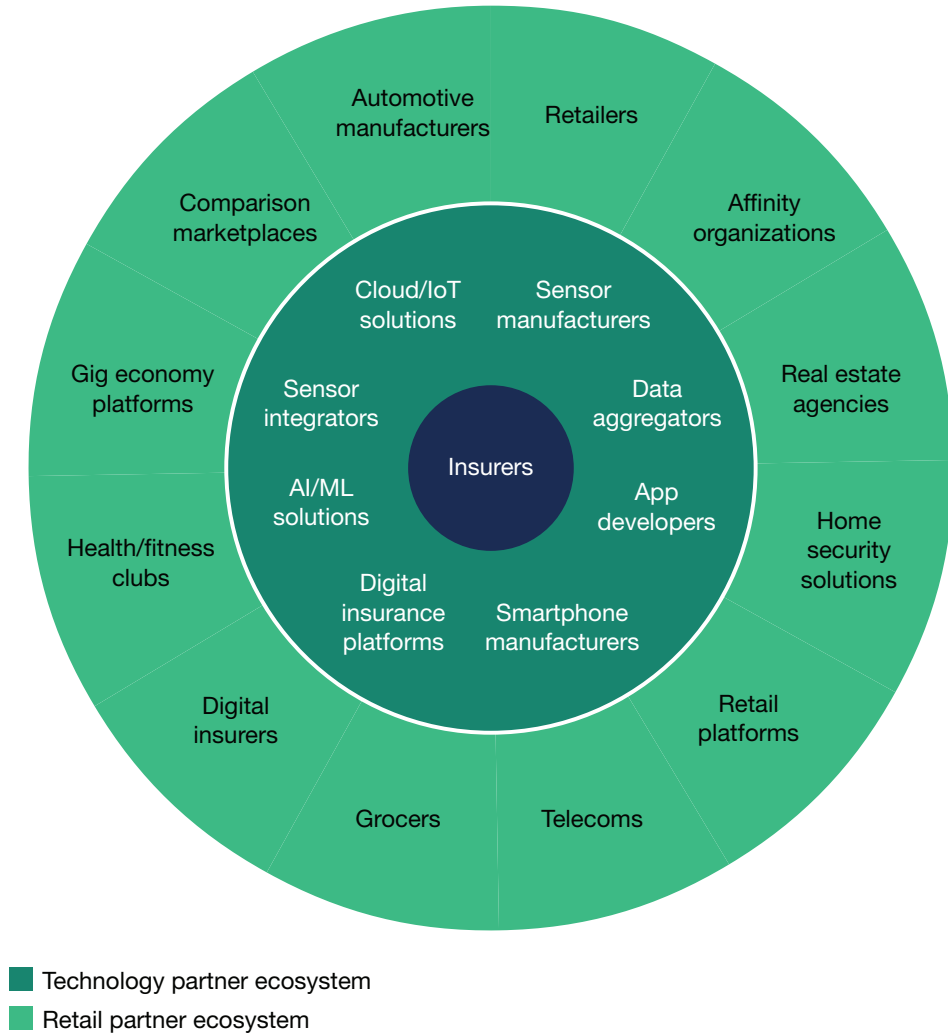 Automotive
manufacturers
Retailers
Affinity
organizations
Real estate
agencies
Home
security
solutions
Retail
platforms
Telecoms
Grocers
Digital
insurers
Health/fitness
clubs
Gig economy
platforms
Comparison
marketplaces
Cloud/IoT
solutions
Sensor
manufacturers
Data
aggregators
App
developers
Smartphone
manufacturers
Digital
insurance
platforms
AI/ML
solutions
Sensor
integrators
Insurers
Technology partner ecosystem
Retail partner ecosystem